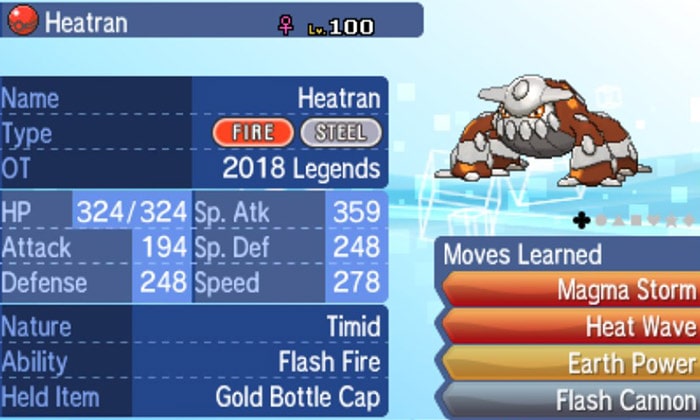 Heatran ♀ Lv.100
Name Heatran
Type FIRE STEEL
OT 2018 Legends
HP 324/324 Sp. Atk 359
Attack 194 Sp. Def 248
Defense 248 Speed 278
Nature Timid
Ability Flash Fire
Held Item Gold Bottle Cap
Moves Learned
Magma Storm
Heat Wave
Earth Power
Flash Cannon